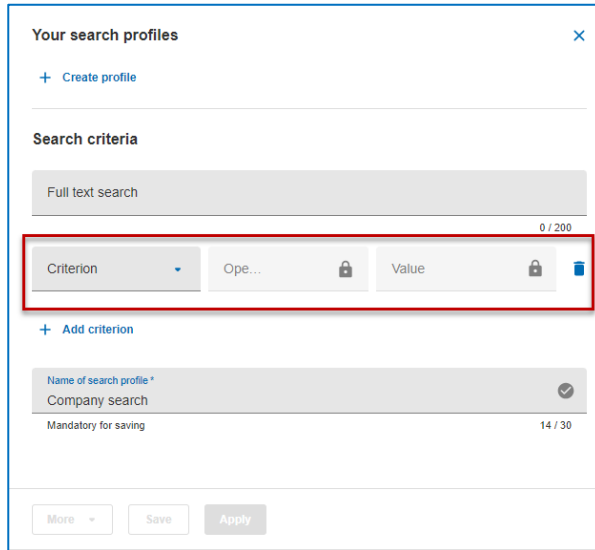 Your search profiles
+ Create profile
Search criteria
Full text search
0 / 200
Criterion Ope... Value
+ Add criterion
Name of search profile *
Company search
Mandatory for saving 14 / 30
More Save Apply